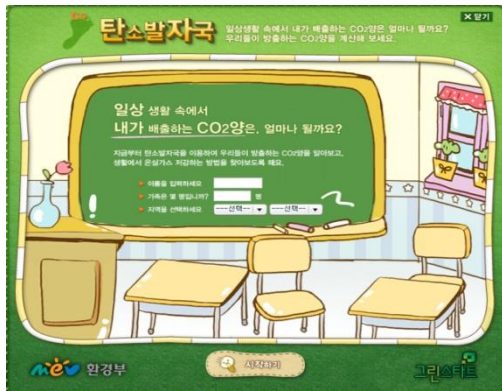 탄소발자국
일상생활 속에서 내가 배출하는 CO2양은 얼마나 될까요?
우리들이 방출하는 CO2양을 계산해 보세요.
X 닫기
일상 생활 속에서
내가 배출하는 CO2양은, 얼마나 될까요?
지금부터 탄소발자국을 이용하여 우리들이 방출하는 CO2양을 알아보고,
생활에서 온실가스 저감하는 방법을 찾아보도록 해요.
이름을 입력하세요
가족은 몇 명입니까? 명
지역을 선택하세요 ---선택--- ---선택---
me 환경부
시작하기
그린스타트